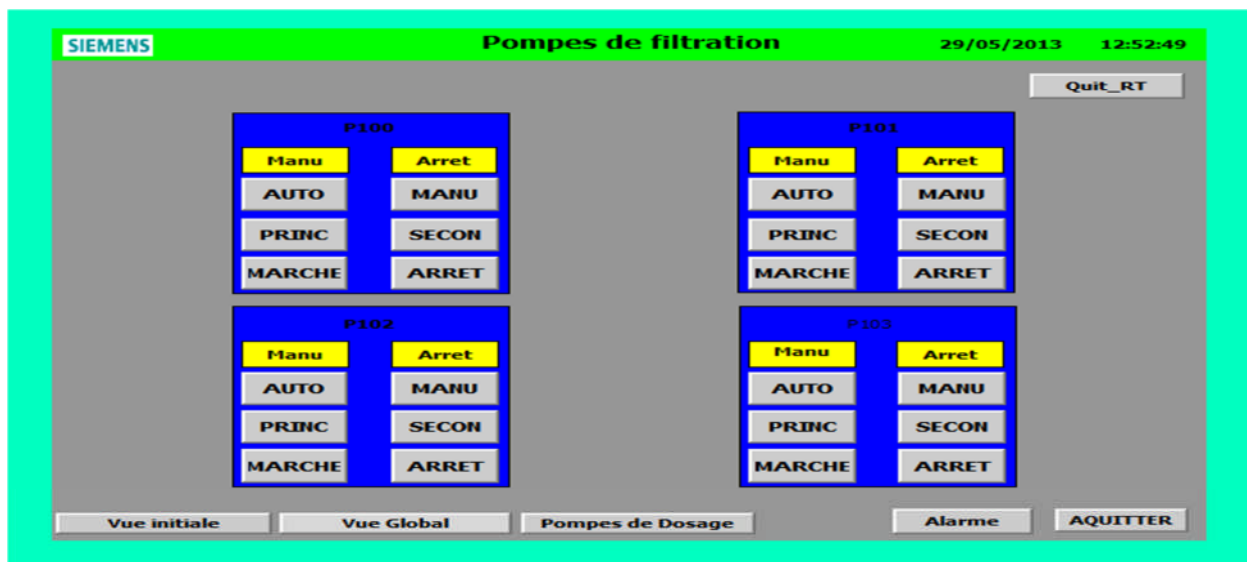 SIEMENS Pompes de filtration 29/05/2013 12:52:49
Quit_RT
P100
Manu Arret
AUTO MANU
PRINC SECON
MARCHE ARRET
P101
Manu Arret
AUTO MANU
PRINC SECON
MARCHE ARRET
P102
Manu Arret
AUTO MANU
PRINC SECON
MARCHE ARRET
P103
Manu Arret
AUTO MANU
PRINC SECON
MARCHE ARRET
Vue initiale Vue Global Pompes de Dosage Alarme AQUITTER